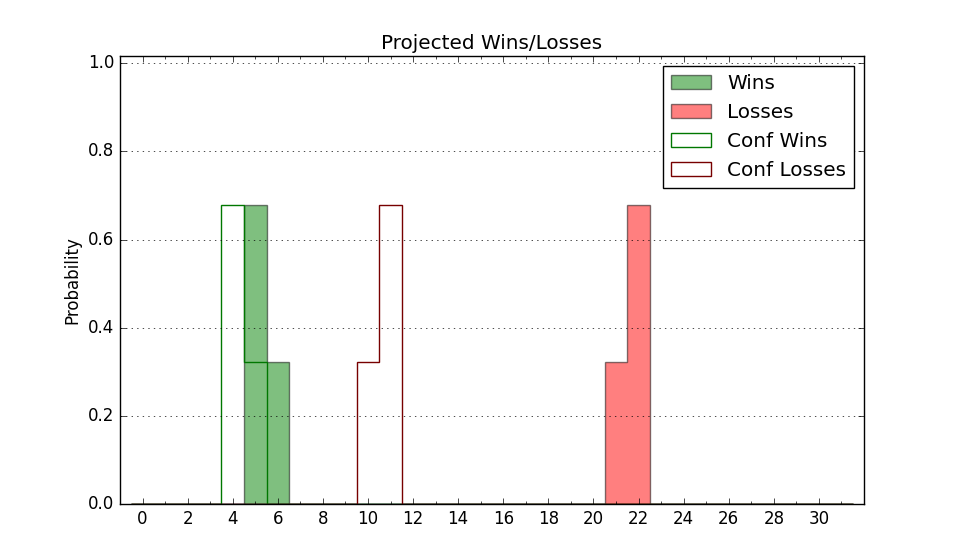 Projected Wins/Losses
1.0
0.8
0.6
0.4
0.2
0.0
Probability
Wins
Losses
Conf Wins
Conf Losses
0 2 4 6 8 10 12 14 16 18 20 22 24 26 28 30